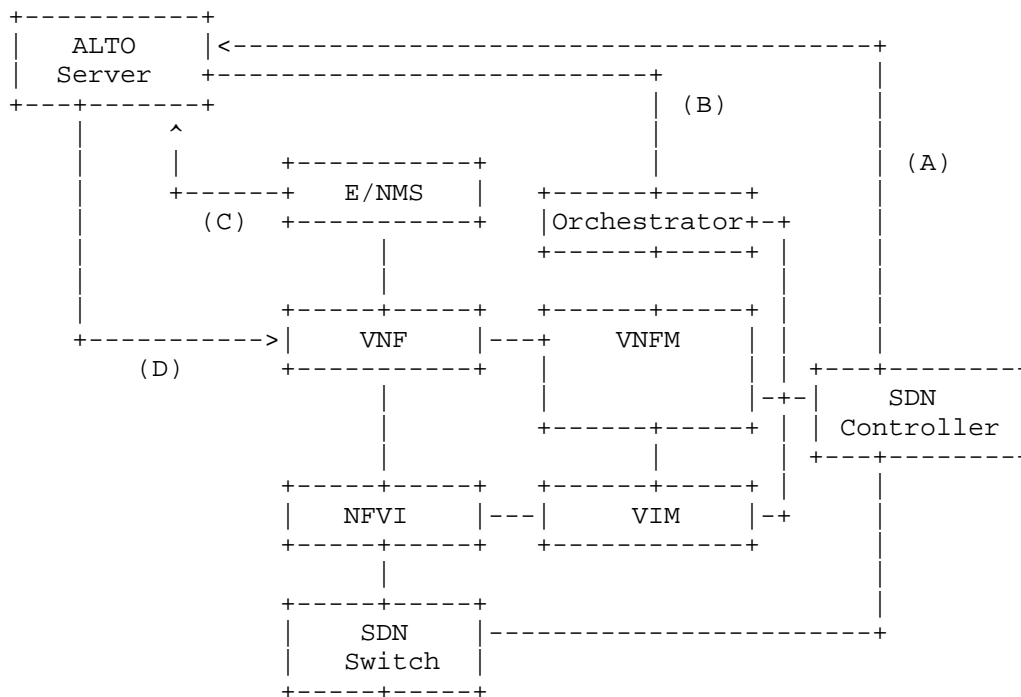 ALTO
Server
(B)
(A)
E/NMS
(C)
Orchestrator
VNF
VNFM
(D)
SDN
Controller
NFVI
VIM
SDN
Switch